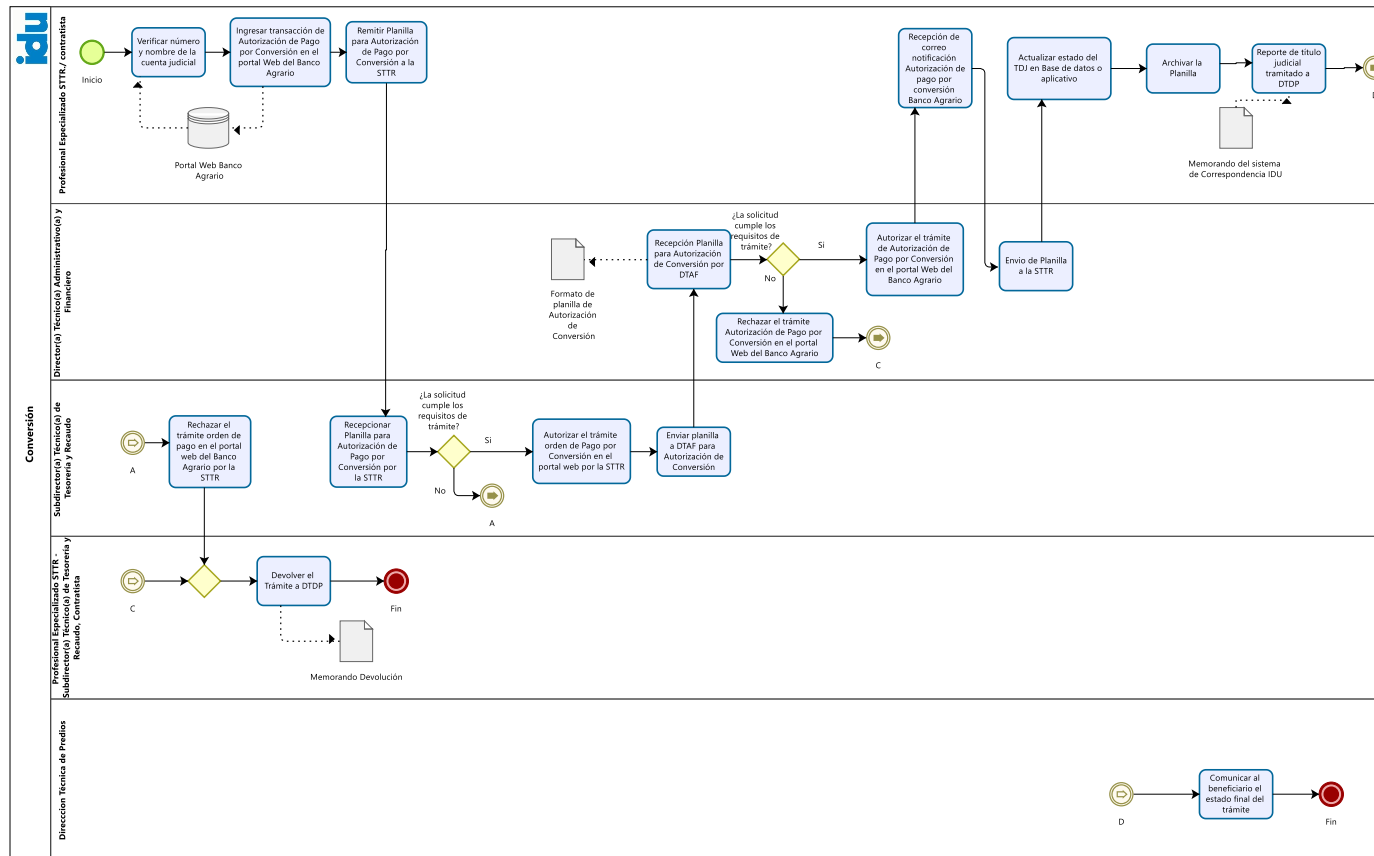 idu
Conversión
Profesional Especializado STTR./ contratista
Inicio
Verificar número
y nombre de la
cuenta judicial
Ingresar transacción de
Autorización de Pago
por Conversión en el
portal Web del Banco
Agrario
Remitir Planilla
para Autorización
de Pago por
Conversión a la
STTR
Portal Web Banco
Agrario
Recepción de
correo
notificación
Autorización de
pago por
conversión
Banco Agrario
Actualizar estado del
TDJ en Base de datos o
aplicativo
Archivar la
Planilla
Reporte de titulo
judicial
tramitado a
DTDP
Memorando del sistema
de Correspondencia IDU
Director(a) Técnico(a) Administrativo(a) y
Financiero
Formato de
planilla de
Autorización
de
Conversión
Recepción Planilla
para Autorización
de Conversión por
DTAF
¿La solicitud
cumple los
requisitos de
trámite?
Si
No
Autorizar el trámite
de Autorización de
Pago por Conversión
en el portal Web del
Banco Agrario
Envio de Planilla
a la STTR
Rechazar el trámite
Autorización de Pago por
Conversión en el portal
Web del Banco Agrario
C
Subdirector(a) Técnico(a) de
Tesorería y Recaudo
A
Rechazar el
trámite orden de
pago en el portal
web del Banco
Agrario por la
STTR
Recepcionar
Planilla para
Autorización de
Pago por
Conversión por
la STTR
¿La solicitud
cumple los
requisitos de
trámite?
Si
No
A
Autorizar el trámite
orden de Pago por
Conversión en el
portal web por la STTR
Enviar planilla
a DTAF para
Autorización de
Conversión
Profesional Especializado STTR -
Subdirector(a) Técnico(a) de Tesorería y
Recaudo, Contratista
C
Devolver el
Trámite a DTDP
Fin
Memorando Devolución
Direcccion Técnica de Predios
D
Comunicar al
beneficiario el
estado final del
trámite
Fin